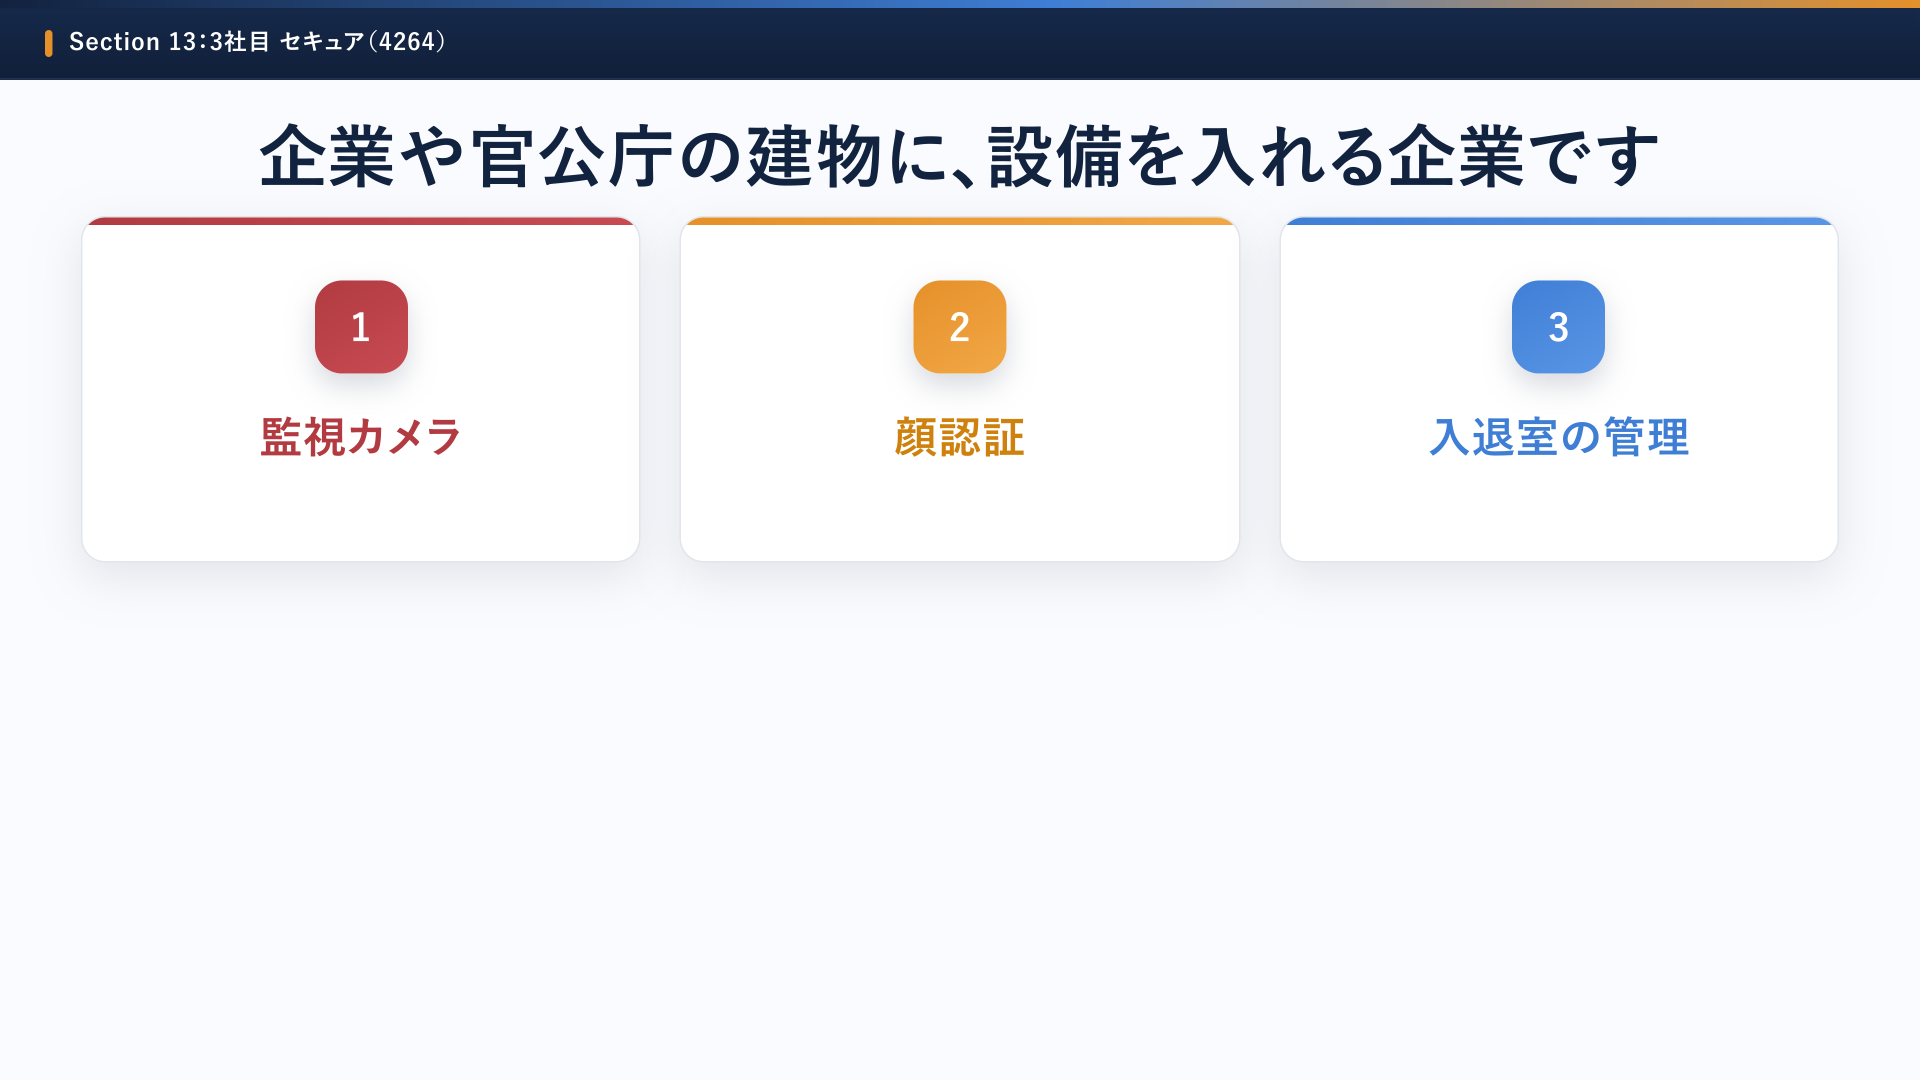 Section 13：3社目 セキュア（4264）
企業や官公庁の建物に、設備を入れる企業です
1
監視カメラ
2
顔認証
3
入退室の管理